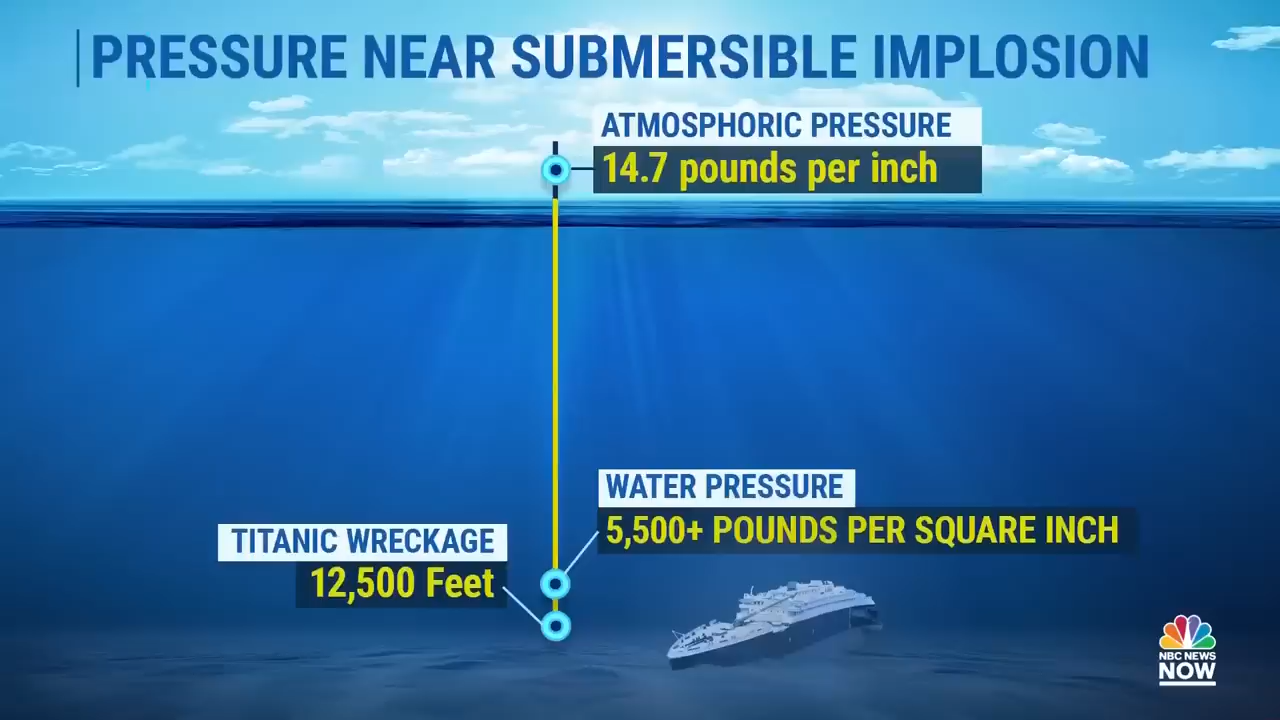 PRESSURE NEAR SUBMERSIBLE IMPLOSION
ATMOSPHORIC PRESSURE
14.7 pounds per inch
WATER PRESSURE
5,500+ POUNDS PER SQUARE INCH
TITANIC WRECKAGE
12,500 Feet
NBC NEWS
NOW